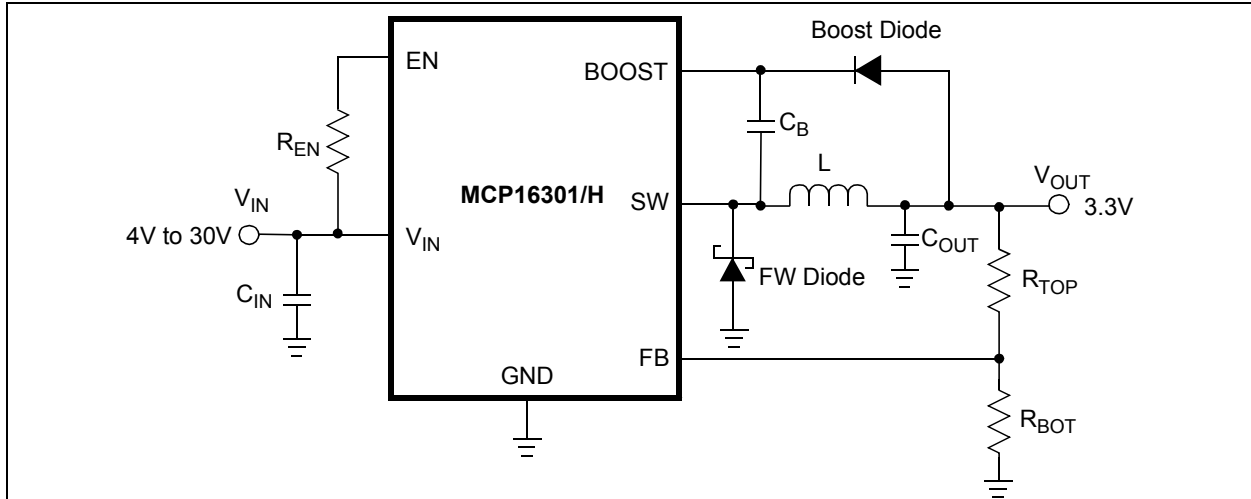 Boost Diode
EN
BOOST
C_B
R_EN
MCP16301/H
L
V_IN
SW
V_OUT
4V to 30V
V_IN
3.3V
C_OUT
FW Diode
R_TOP
C_IN
FB
GND
R_BOT